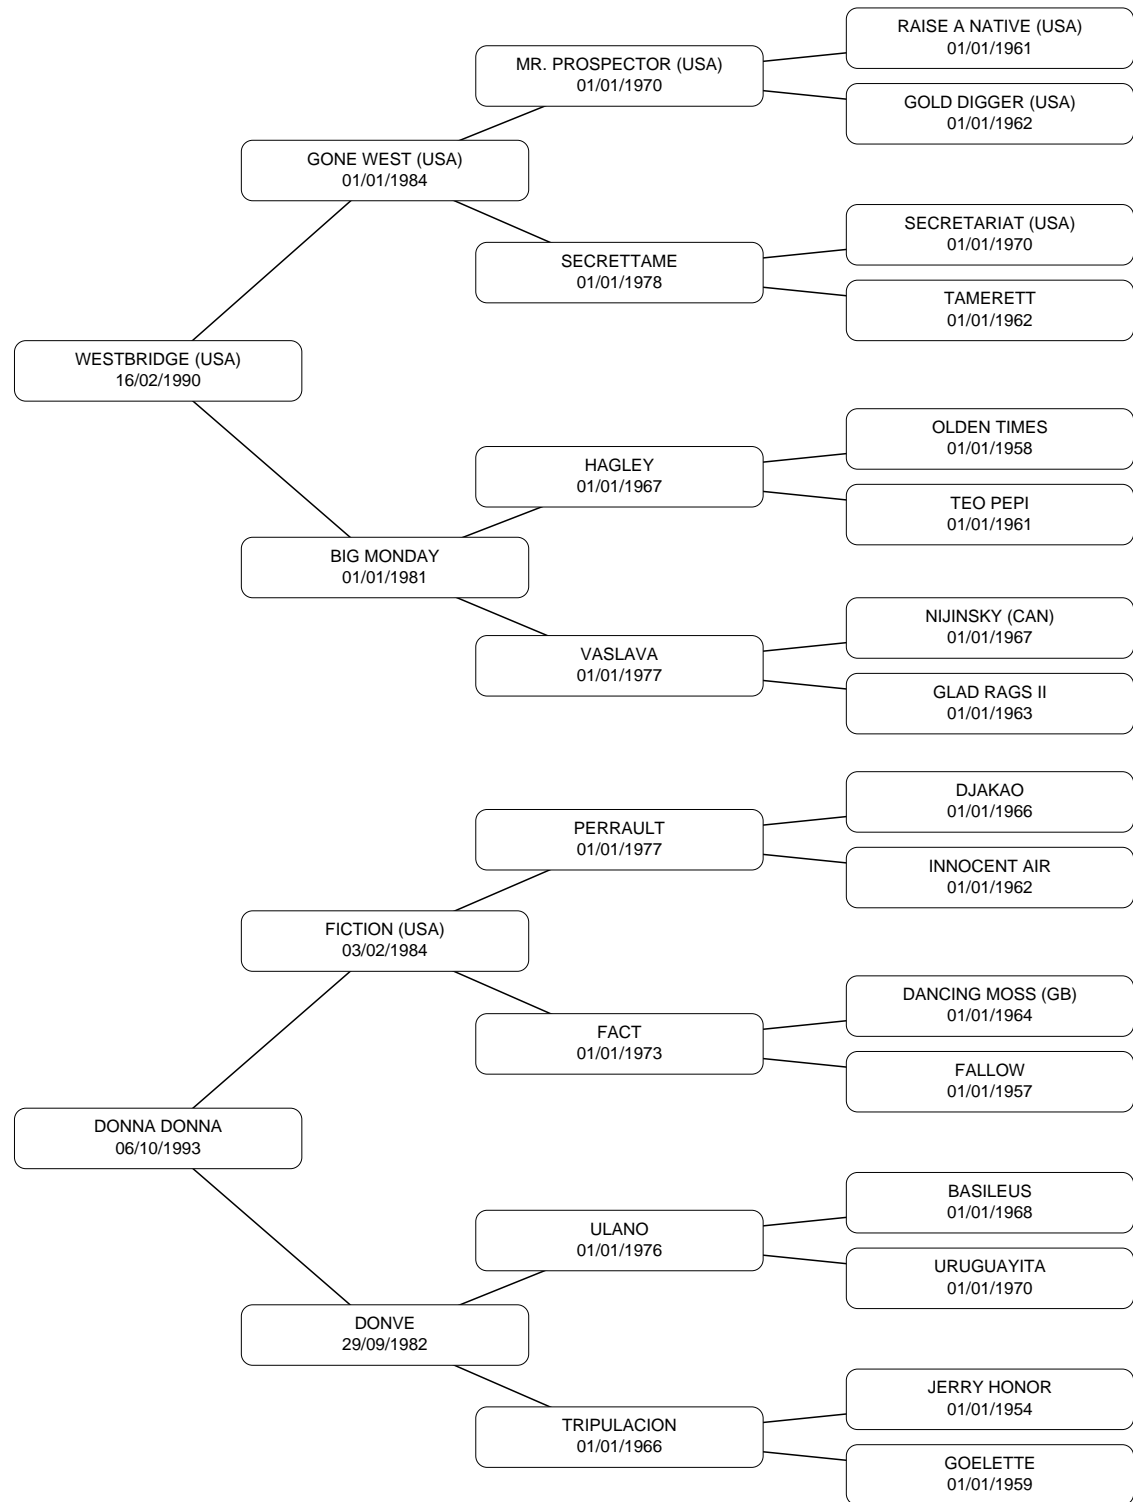 RAISE A NATIVE (USA)
01/01/1961
MR. PROSPECTOR (USA)
01/01/1970
GOLD DIGGER (USA)
01/01/1962
GONE WEST (USA)
01/01/1984
SECRETARIAT (USA)
01/01/1970
SECRETTAME
01/01/1978
TAMERETT
01/01/1962
WESTBRIDGE (USA)
16/02/1990
OLDEN TIMES
01/01/1958
HAGLEY
01/01/1967
TEO PEPI
01/01/1961
BIG MONDAY
01/01/1981
NIJINSKY (CAN)
01/01/1967
VASLAVA
01/01/1977
GLAD RAGS II
01/01/1963
DJAKAO
01/01/1966
PERRAULT
01/01/1977
INNOCENT AIR
01/01/1962
FICTION (USA)
03/02/1984
DANCING MOSS (GB)
01/01/1964
FACT
01/01/1973
FALLOW
01/01/1957
DONNA DONNA
06/10/1993
BASILEUS
01/01/1968
ULANO
01/01/1976
URUGUAYITA
01/01/1970
DONVE
29/09/1982
JERRY HONOR
01/01/1954
TRIPULACION
01/01/1966
GOELETTE
01/01/1959